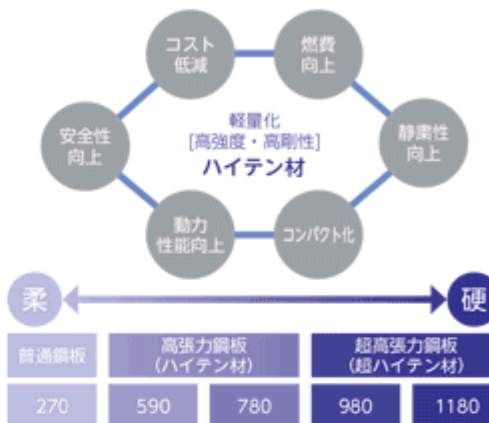 コスト
低減
燃費
向上
安全性
向上
軽量化
[高強度・高剛性]
ハイテン材
静粛性
向上
動力
性能向上
コンパクト化
柔
硬
普通鋼板
高張力鋼板
(ハイテン材)
超高張力鋼板
(超ハイテン材)
270
590
780
980
1180